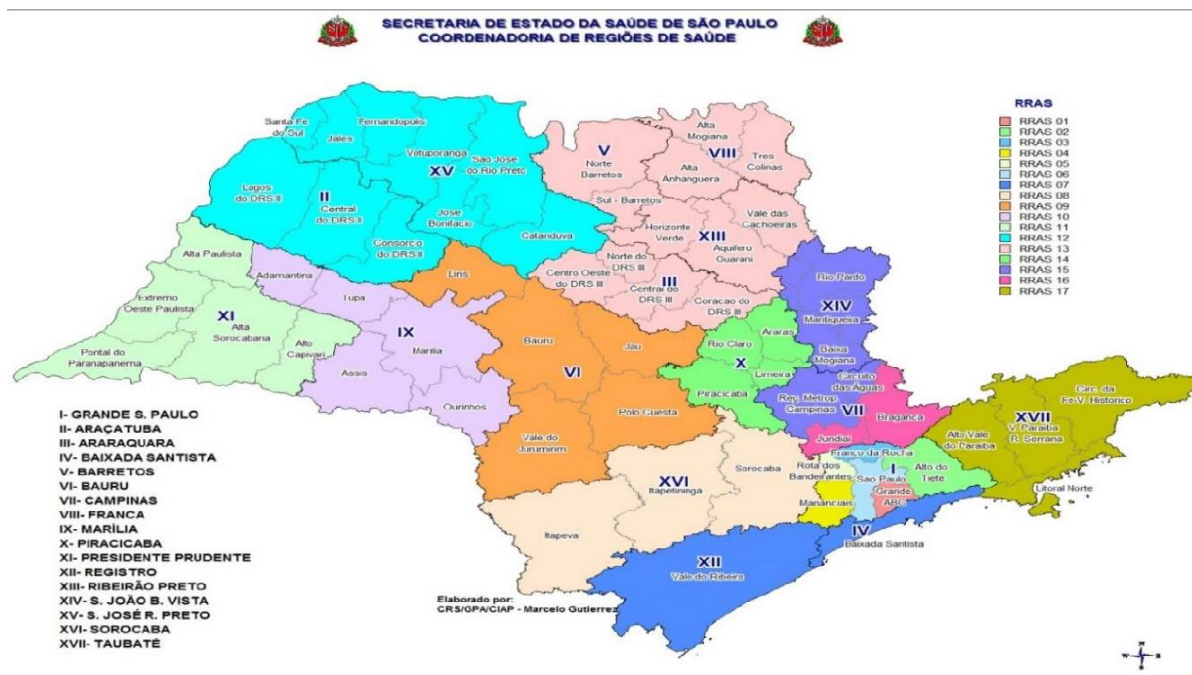 SECRETARIA DE ESTADO DA SAÚDE DE SÃO PAULO
COORDENADORIA DE REGIÕES DE SAÚDE
RRAS
RRAS 01
RRAS 02
RRAS 03
RRAS 04
RRAS 05
RRAS 06
RRAS 07
RRAS 08
RRAS 09
RRAS 10
RRAS 11
RRAS 12
RRAS 13
RRAS 14
RRAS 15
RRAS 16
RRAS 17
Santa Fé
do Sul
Jales
Fernandopolis
Votuporanga
XV
São José
do Rio Preto
Lagos
do DRS II
II
Central
do DRS II
José
Bonifácio
Consorco
do DRS II
Catanduva
V
Norte
Barretos
Sul - Barretos
Alta
Mogiana
VIII
Tres
Colinas
Alta
Anhanguera
Horizonte
Verde
XIII
Vale das
Cachoeiras
Aquifero
Guarani
Norte do
DRS III
Centro Oeste
do DRS III
III
Central do
DRS III
Coracao do
DRS III
Alta Paulista
Adamantina
Tupa
Lins
Extremo
Oeste Paulista
XI
Alta
Sorocabana
Alto
Capivari
Pontal do
Paranapanema
IX
Marília
Assis
Ourinhos
Bauru
Jau
VI
Polo Cuesta
Vale do
Jurumirim
Rio Pardo
XIV
Mantiqueira
Baixa
Mogiana
Araras
Rio Claro
X
Limeira
Piracicaba
Circuito
das Águas
Reg. Metrop
Campinas
VII
Bragança
Jundiaí
Franco da Rocha
I
São Paulo
Alto do
Tiete
Grande
ABC
Rota dos
Bandeirantes
Mananciais
Sorocaba
XVI
Itapetininga
Itapeva
XII
Vale do Ribeira
IV
Baixada Santista
Circ. da
Fé-V. Histórico
XVII
V. Paraiba
R. Serrana
Alto Vale
do Paraiba
Litoral Norte
I- GRANDE S. PAULO
II- ARAÇATUBA
III- ARARAQUARA
IV- BAIXADA SANTISTA
V- BARRETOS
VI- BAURU
VII- CAMPINAS
VIII- FRANCA
IX- MARÍLIA
X- PIRACICABA
XI- PRESIDENTE PRUDENTE
XII- REGISTRO
XIII- RIBEIRÃO PRETO
XIV- S. JOÃO B. VISTA
XV- S. JOSÉ R. PRETO
XVI- SOROCABA
XVII- TAUBATÉ
Elaborado por:
CRS/GPA/CIAP - Marcelo Gutierrez
N
W
E
S